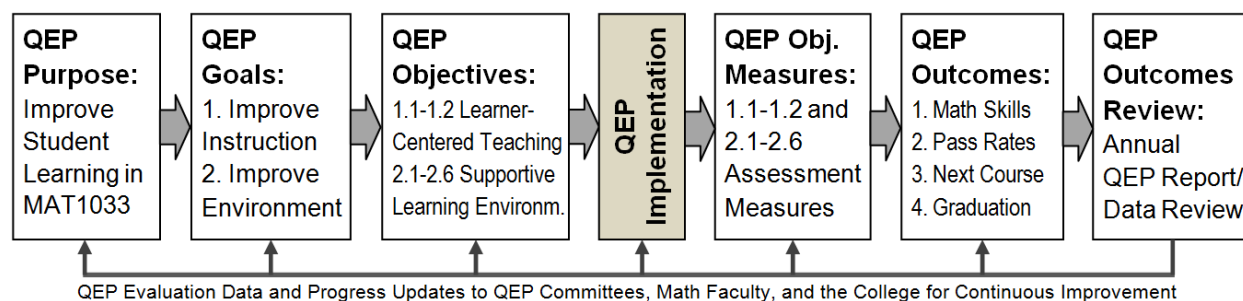 QEP
Purpose:
Improve
Student
Learning in
MAT1033
QEP
Goals:
1. Improve
Instruction
2. Improve
Environment
QEP
Objectives:
1.1-1.2 Learner-
Centered Teaching
2.1-2.6 Supportive
Learning Environm.
QEP
Implementation
QEP Obj.
Measures:
1.1-1.2 and
2.1-2.6
Assessment
Measures
QEP
Outcomes:
1. Math Skills
2. Pass Rates
3. Next Course
4. Graduation
QEP
Outcomes
Review:
Annual
QEP Report/
Data Review
QEP Evaluation Data and Progress Updates to QEP Committees, Math Faculty, and the College for Continuous Improvement